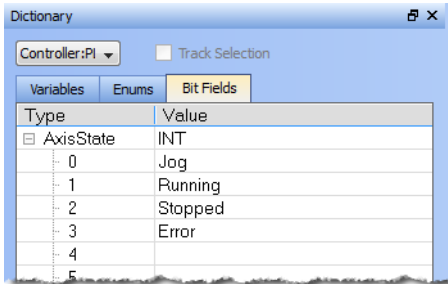 Dictionary
Controller:PI
Track Selection
Variables Enums Bit Fields
Type Value
AxisState INT
0 Jog
1 Running
2 Stopped
3 Error
4
5